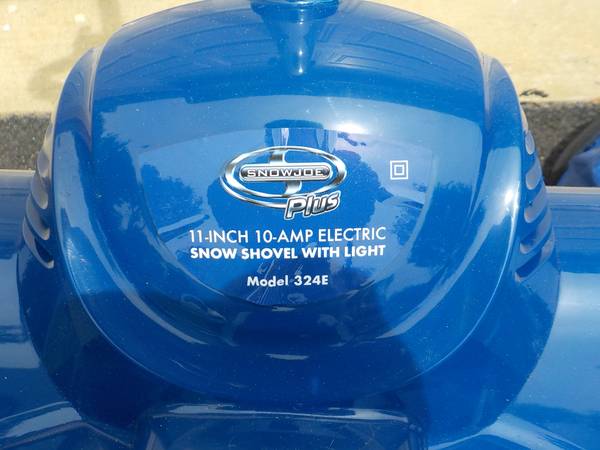 SNOWJOE
Plus
11-INCH 10-AMP ELECTRIC
SNOW SHOVEL WITH LIGHT
Model 324E